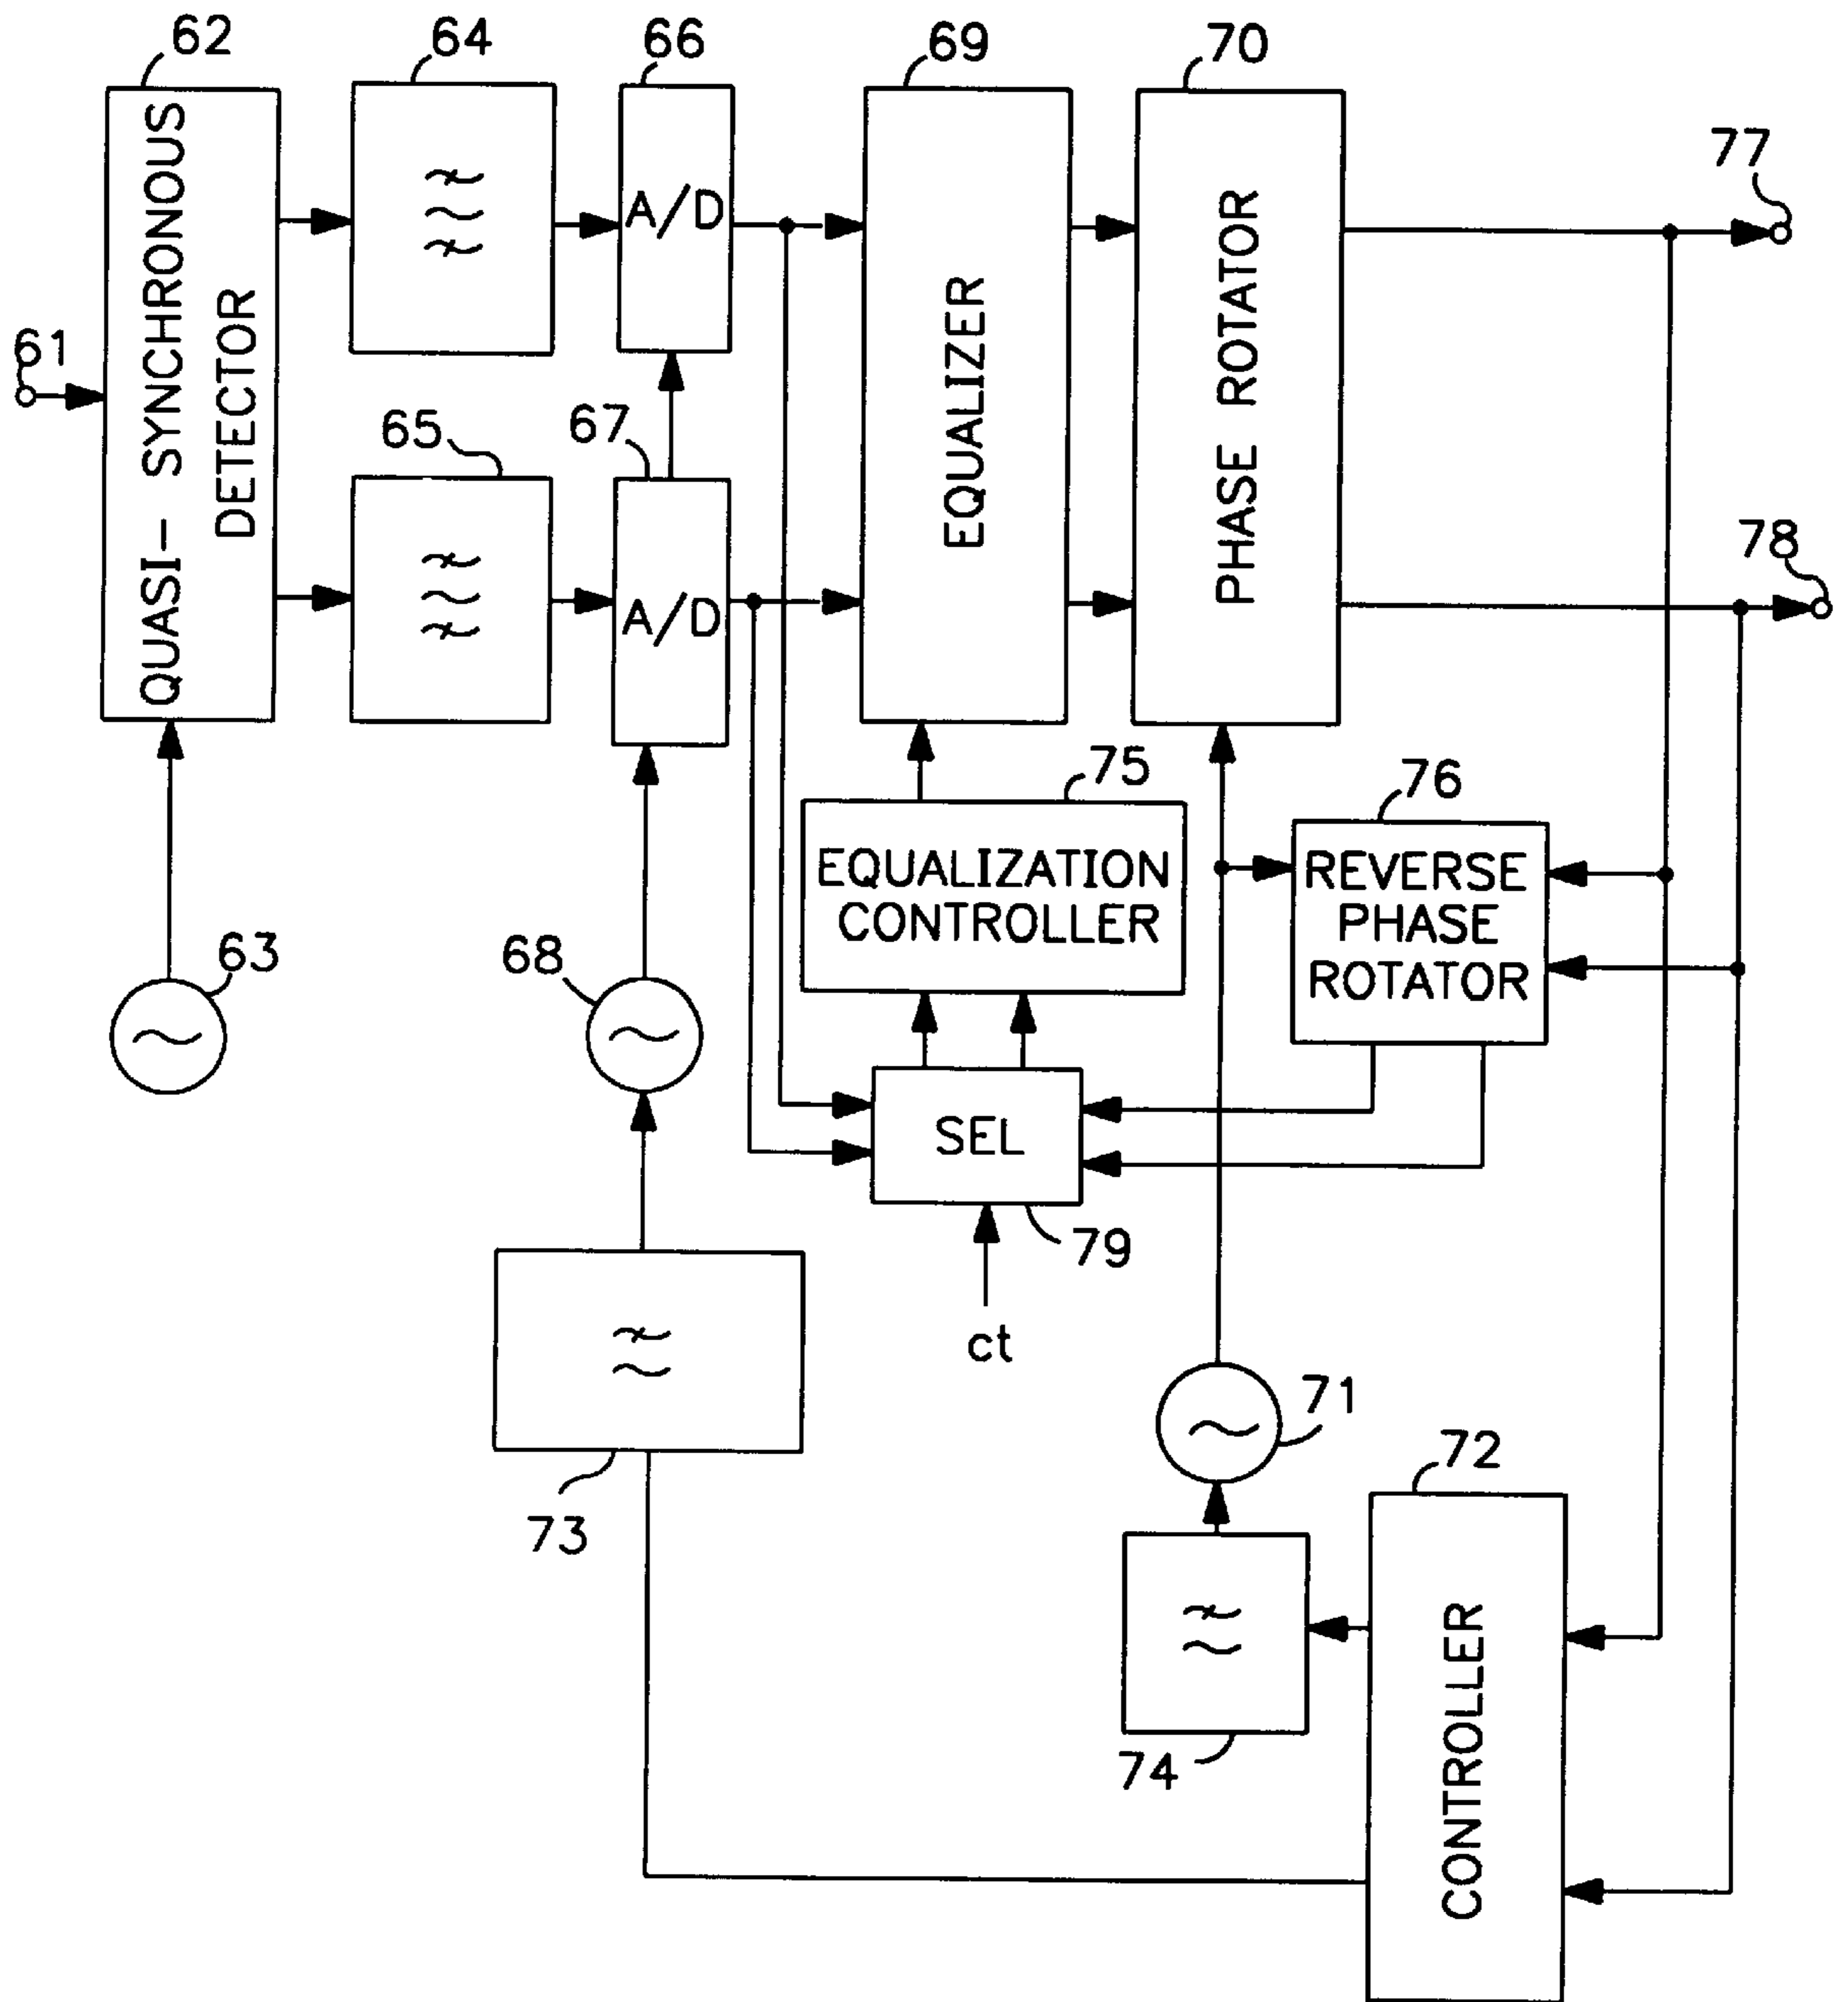 62
64
66
69
70
77
61
QUASI- SYNCHRONOUS
DETECTOR
A/D
EQUALIZER
PHASE ROTATOR
65
67
78
A/D
75
76
EQUALIZATION
CONTROLLER
REVERSE
PHASE
ROTATOR
63
68
SEL
79
ct
71
72
73
74
CONTROLLER